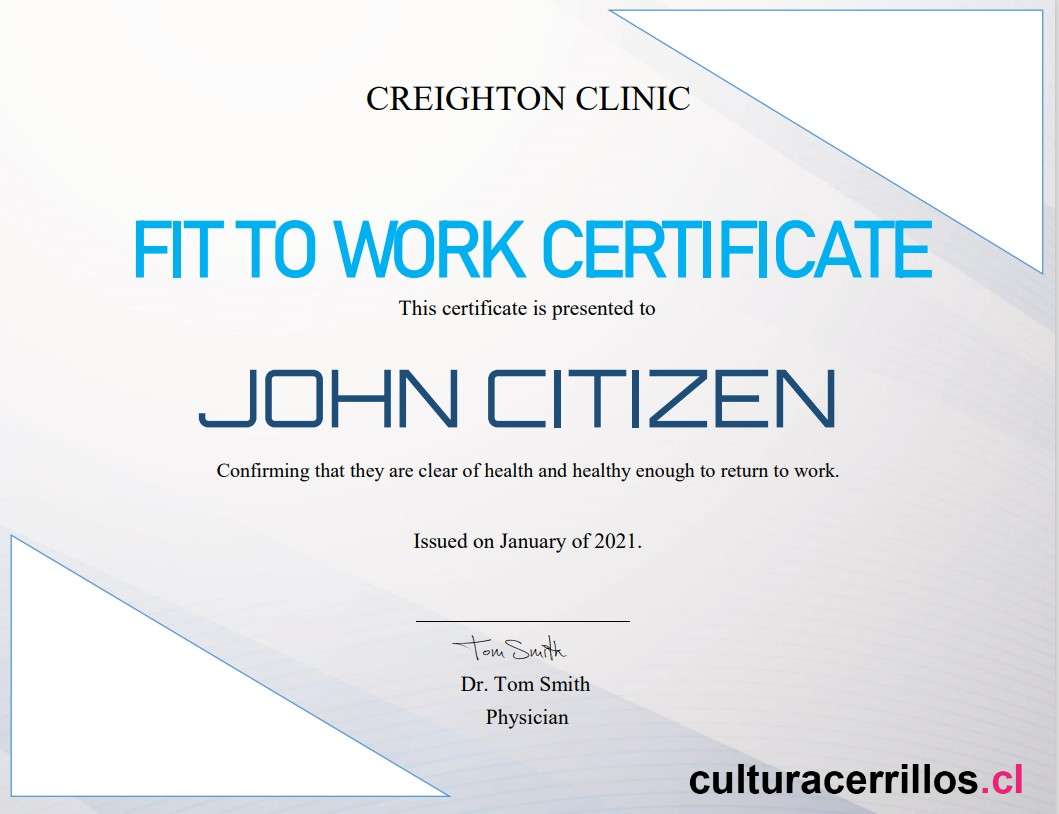 CREIGHTON CLINIC
FIT TO WORK CERTIFICATE
This certificate is presented to
JOHN CITIZEN
Confirming that they are clear of health and healthy enough to return to work.
Issued on January of 2021.
Tom Smith
Dr. Tom Smith
Physician
culturacerrillos.cl